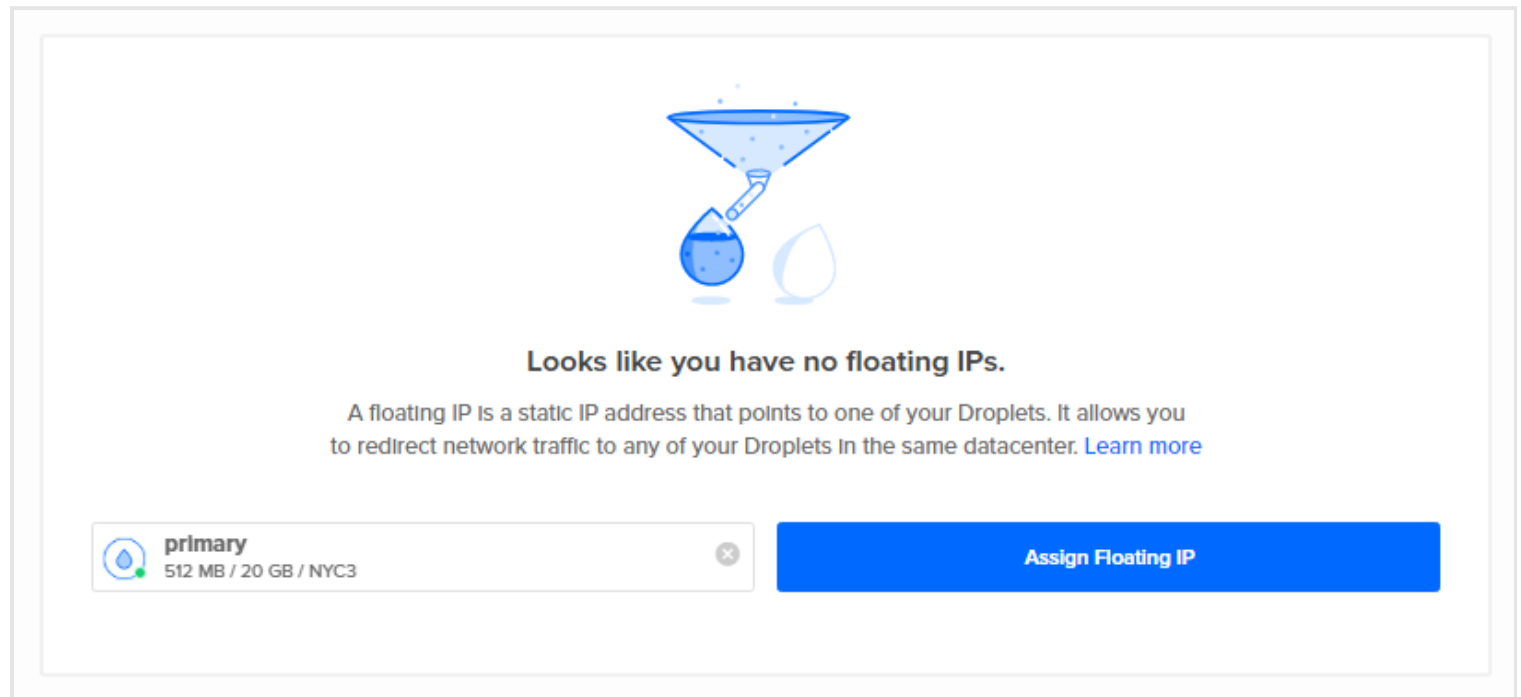 Looks like you have no floating IPs.
A floating IP is a static IP address that points to one of your Droplets. It allows you
to redirect network traffic to any of your Droplets in the same datacenter. Learn more
primary
512 MB / 20 GB / NYC3
Assign Floating IP